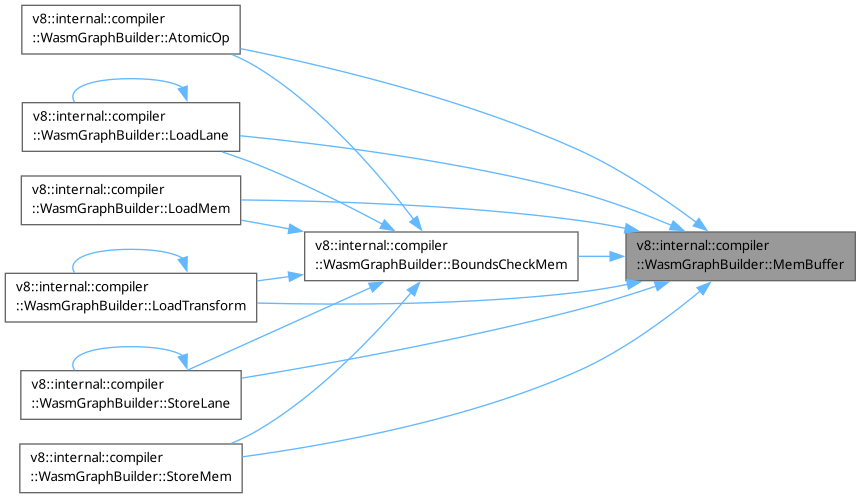 v8::internal::compiler
::WasmGraphBuilder::AtomicOp
v8::internal::compiler
::WasmGraphBuilder::LoadLane
v8::internal::compiler
::WasmGraphBuilder::LoadMem
v8::internal::compiler
::WasmGraphBuilder::BoundsCheckMem
v8::internal::compiler
::WasmGraphBuilder::MemBuffer
v8::internal::compiler
::WasmGraphBuilder::LoadTransform
v8::internal::compiler
::WasmGraphBuilder::StoreLane
v8::internal::compiler
::WasmGraphBuilder::StoreMem